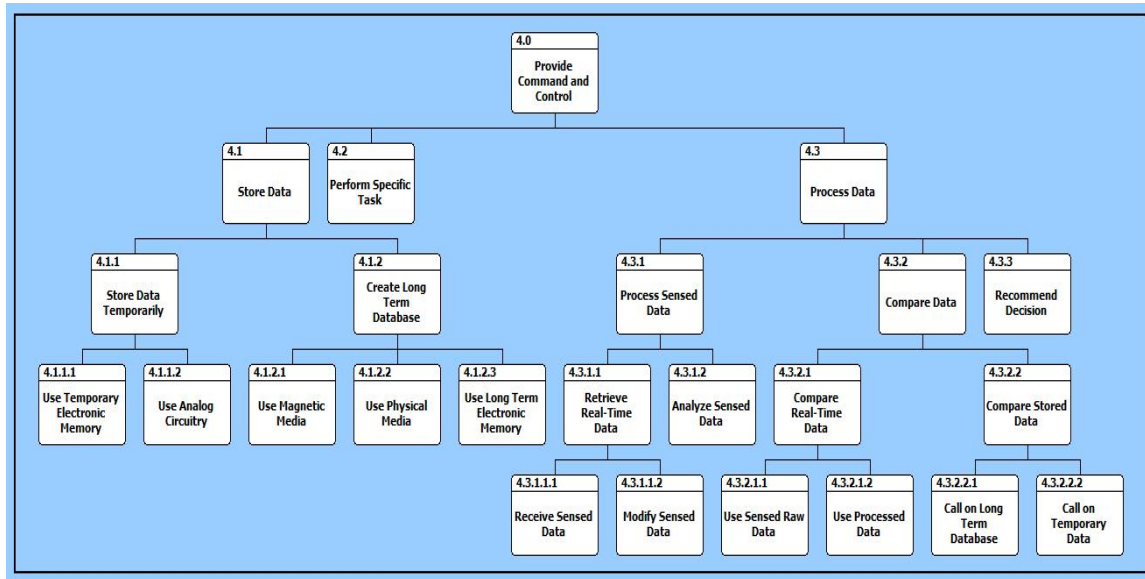 4.0
Provide
Command and
Control
4.1
Store Data
4.2
Perform Specific
Task
4.3
Process Data
4.1.1
Store Data
Temporarily
4.1.2
Create Long
Term
Database
4.3.1
Process Sensed
Data
4.3.2
Compare Data
4.3.3
Recommend
Decision
4.1.1.1
Use Temporary
Electronic
Memory
4.1.1.2
Use Analog
Circuitry
4.1.2.1
Use Magnetic
Media
4.1.2.2
Use Physical
Media
4.1.2.3
Use Long Term
Electronic
Memory
4.3.1.1
Retrieve
Real-Time
Data
4.3.1.2
Analyze Sensed
Data
4.3.2.1
Compare
Real-Time
Data
4.3.2.2
Compare Stored
Data
4.3.1.1.1
Receive Sensed
Data
4.3.1.1.2
Modify Sensed
Data
4.3.2.1.1
Use Sensed Raw
Data
4.3.2.1.2
Use Processed
Data
4.3.2.2.1
Call on Long
Term
Database
4.3.2.2.2
Call on
Temporary
Data